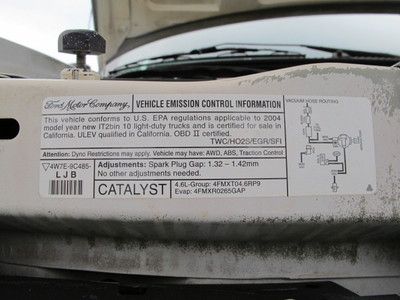 Ford Motor Company, VEHICLE EMISSION CONTROL INFORMATION
This vehicle conforms to U.S. EPA regulations applicable to 2004
model year new iT2bin 10 light-duty trucks and is certified for sale in
California. ULEV qualified in California. OBD II certified.
TWC/HO2S/EGR/SFI
Attention: Dyno Restrictions may apply. Vehicle may have: AWD, ABS, Traction Control
4W7E-9C485-
LJB
Adjustments: Spark Plug Gap: 1.32 - 1.42mm
No other adjustments needed.
CATALYST
4.6L-Group: 4FMXT04.6RP9
Evap: 4FMXR0265GAP
VACUUM HOSE ROUTING